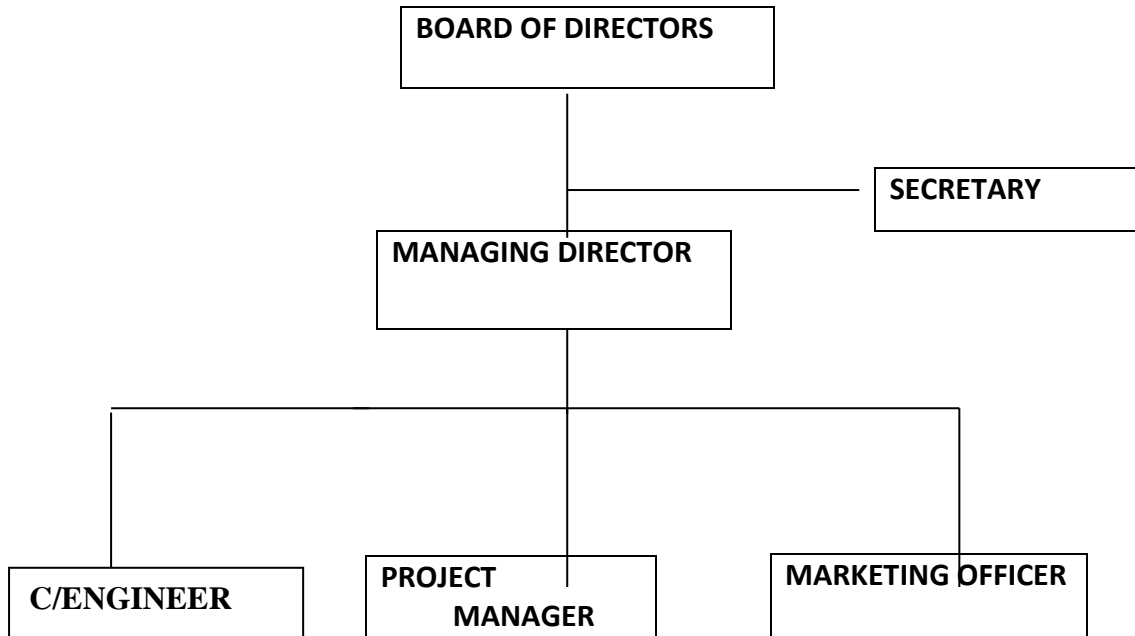 BOARD OF DIRECTORS
SECRETARY
MANAGING DIRECTOR
C/ENGINEER
PROJECT
MANAGER
MARKETING OFFICER